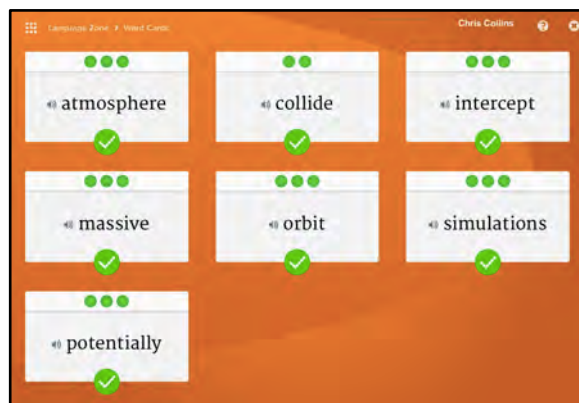 Language Zone > Word Cards
Chris Collins
?
atmosphere
collide
intercept
massive
orbit
simulations
potentially